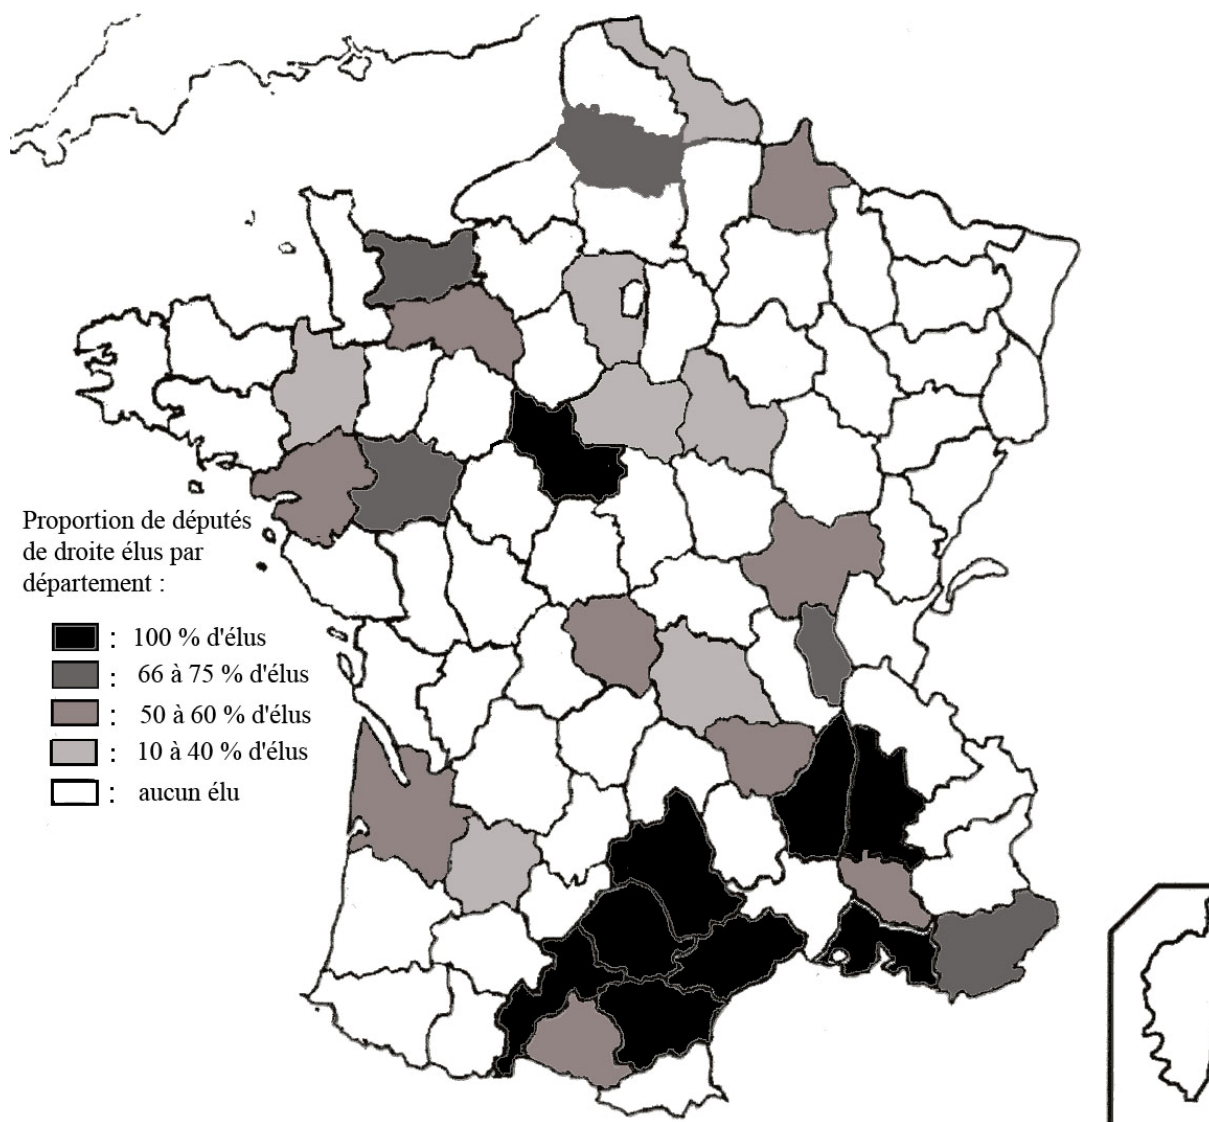 Proportion de députés
de droite élus par
département :
: 100 % d'élus
: 66 à 75 % d'élus
: 50 à 60 % d'élus
: 10 à 40 % d'élus
: aucun élu